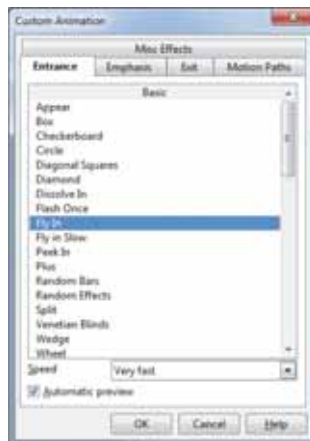 Custom Animation
Misc Effects
Entrance Emphasis Exit Motion Paths
Basic
Appear
Box
Checkerboard
Circle
Diagonal Squares
Diamond
Dissolve In
Flash Once
Fly In
Fly in Slow
Peek In
Plus
Random Bars
Random Effects
Split
Venetian Blinds
Wedge
Wheel
Speed Very fast
Automatic preview
OK Cancel Help